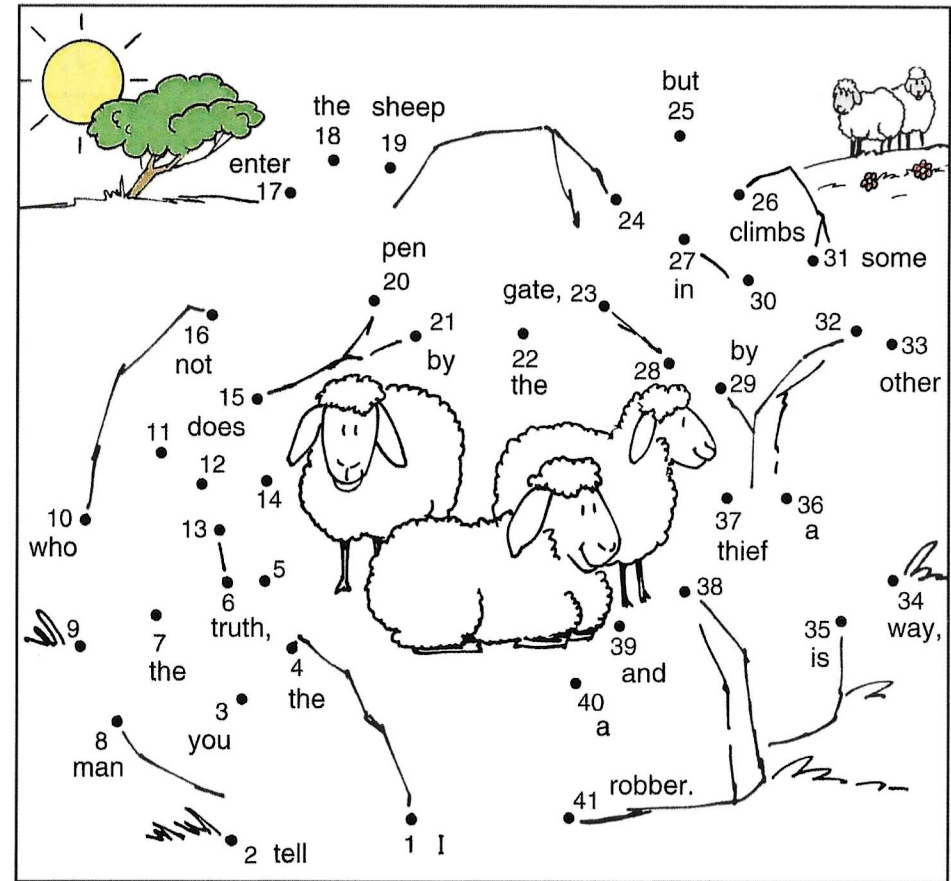 1 I
2 tell
3
you
4
the
5
6
truth,
7
the
8
man
9
10
who
11
12
13
14
15
does
16
not
enter
17
the
18
sheep
19
pen
20
21
by
22
the
gate, 23
24
but
25
26
climbs
27
in
28
by
29
30
31 some
32
33
other
34
way,
35
is
36
a
37
thief
38
39
and
40
a
robber.
41